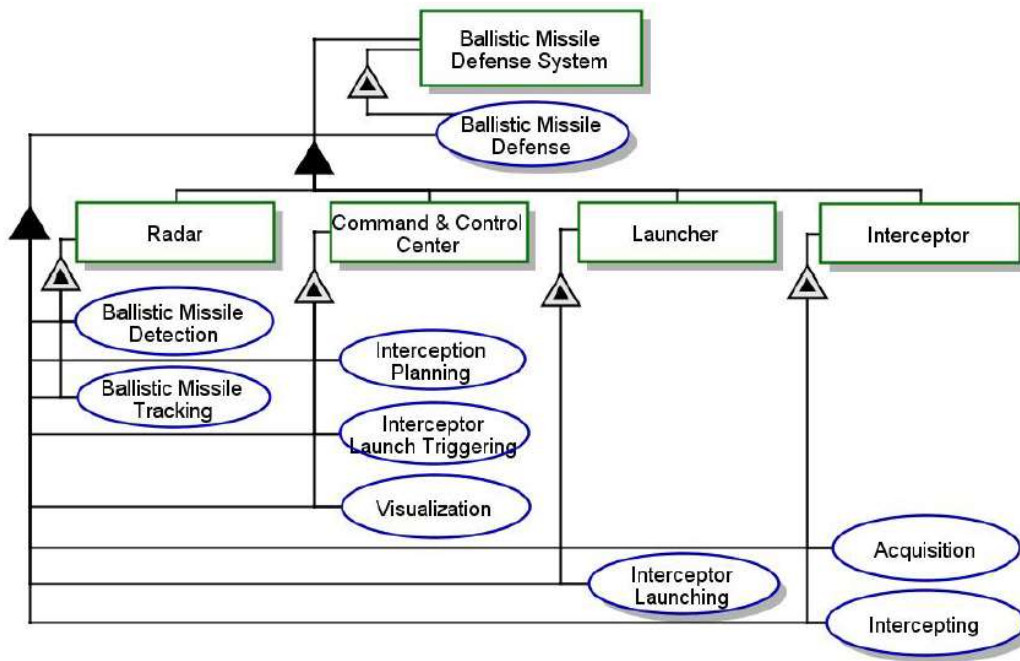 Ballistic Missile
Defense System
Ballistic Missile
Defense
Radar
Command & Control
Center
Launcher
Interceptor
Ballistic Missile
Detection
Interception
Planning
Ballistic Missile
Tracking
Interceptor
Launch Triggering
Visualization
Acquisition
Interceptor
Launching
Intercepting